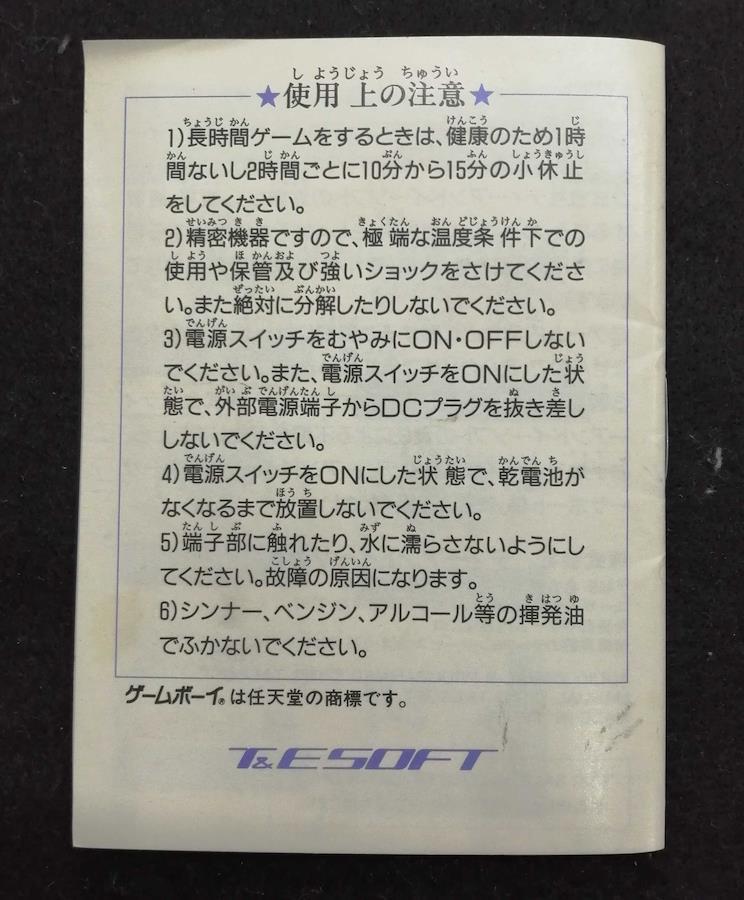 ★使用上の注意★
1)長時間ゲームをするときは、健康のため1時
間ないし2時間ごとに10分から15分の小休止
をしてください。
2)精密機器ですので、極端な温度条件下での
使用や保管及び強いショックをさけてくださ
い。また絶対に分解したりしないでください。
3)電源スイッチをむやみにON・OFFしない
でください。また、電源スイッチをONにした状
態で、外部電源端子からDCプラグを抜き差し
しないでください。
4)電源スイッチをONにした状態で、乾電池が
なくなるまで放置しないでください。
5)端子部に触れたり、水に濡らさないようにし
てください。故障の原因になります。
6)シンナー、ベンジン、アルコール等の揮発油
でふかないでください。
ゲームボーイ®は任天堂の商標です。
T&E SOFT